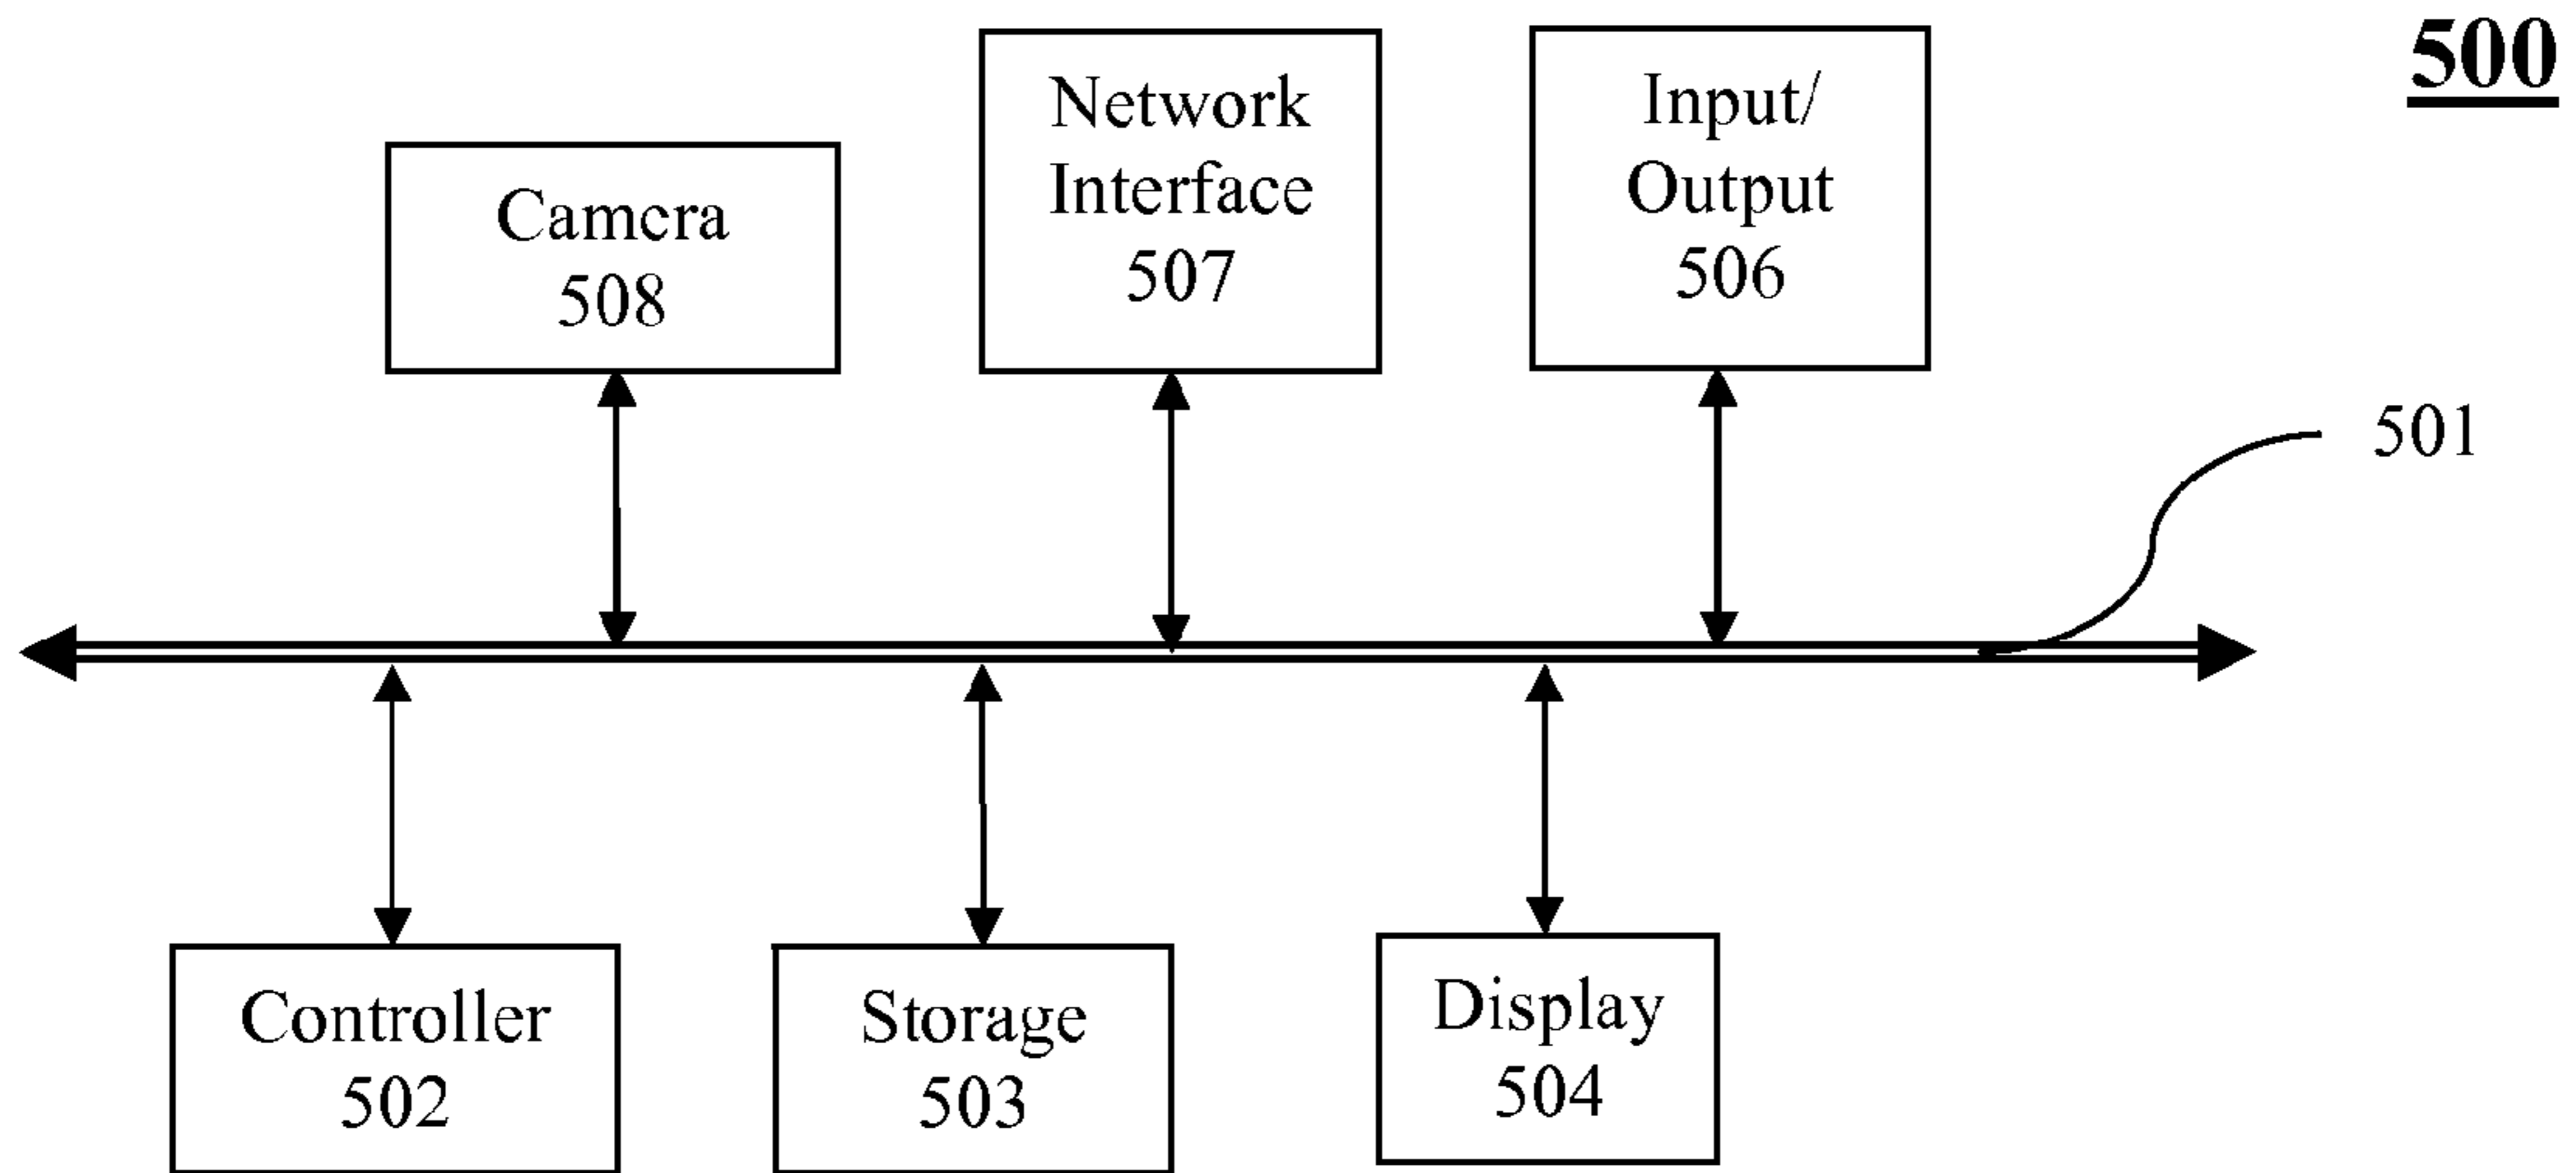 500
Network
Interface
507
Input/
Output
506
Camera
508
501
Controller
502
Storage
503
Display
504